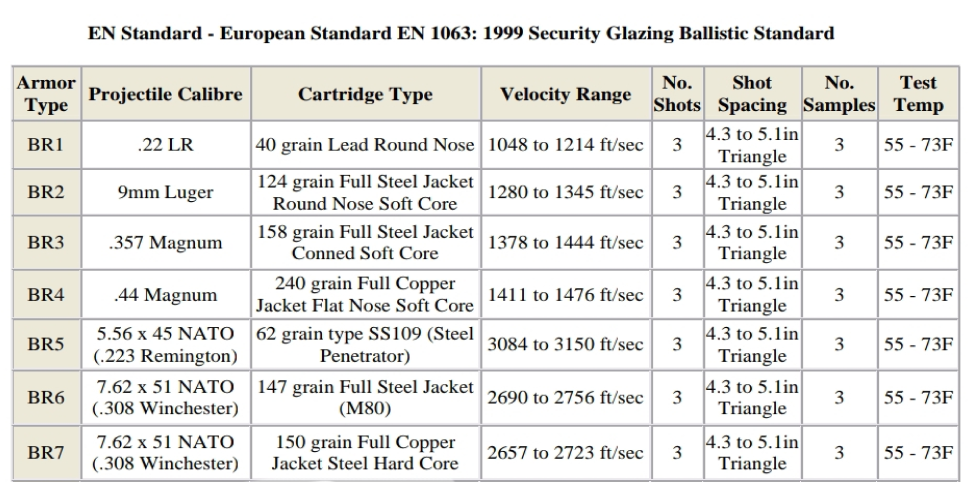 EN Standard - European Standard EN 1063: 1999 Security Glazing Ballistic Standard
Armor Type | Projectile Calibre | Cartridge Type | Velocity Range | No. Shots | Shot Spacing | No. Samples | Test Temp
BR1 | .22 LR | 40 grain Lead Round Nose | 1048 to 1214 ft/sec | 3 | 4.3 to 5.1in Triangle | 3 | 55 - 73F
BR2 | 9mm Luger | 124 grain Full Steel Jacket Round Nose Soft Core | 1280 to 1345 ft/sec | 3 | 4.3 to 5.1in Triangle | 3 | 55 - 73F
BR3 | .357 Magnum | 158 grain Full Steel Jacket Conned Soft Core | 1378 to 1444 ft/sec | 3 | 4.3 to 5.1in Triangle | 3 | 55 - 73F
BR4 | .44 Magnum | 240 grain Full Copper Jacket Flat Nose Soft Core | 1411 to 1476 ft/sec | 3 | 4.3 to 5.1in Triangle | 3 | 55 - 73F
BR5 | 5.56 x 45 NATO (.223 Remington) | 62 grain type SS109 (Steel Penetrator) | 3084 to 3150 ft/sec | 3 | 4.3 to 5.1in Triangle | 3 | 55 - 73F
BR6 | 7.62 x 51 NATO (.308 Winchester) | 147 grain Full Steel Jacket (M80) | 2690 to 2756 ft/sec | 3 | 4.3 to 5.1in Triangle | 3 | 55 - 73F
BR7 | 7.62 x 51 NATO (.308 Winchester) | 150 grain Full Copper Jacket Steel Hard Core | 2657 to 2723 ft/sec | 3 | 4.3 to 5.1in Triangle | 3 | 55 - 73F